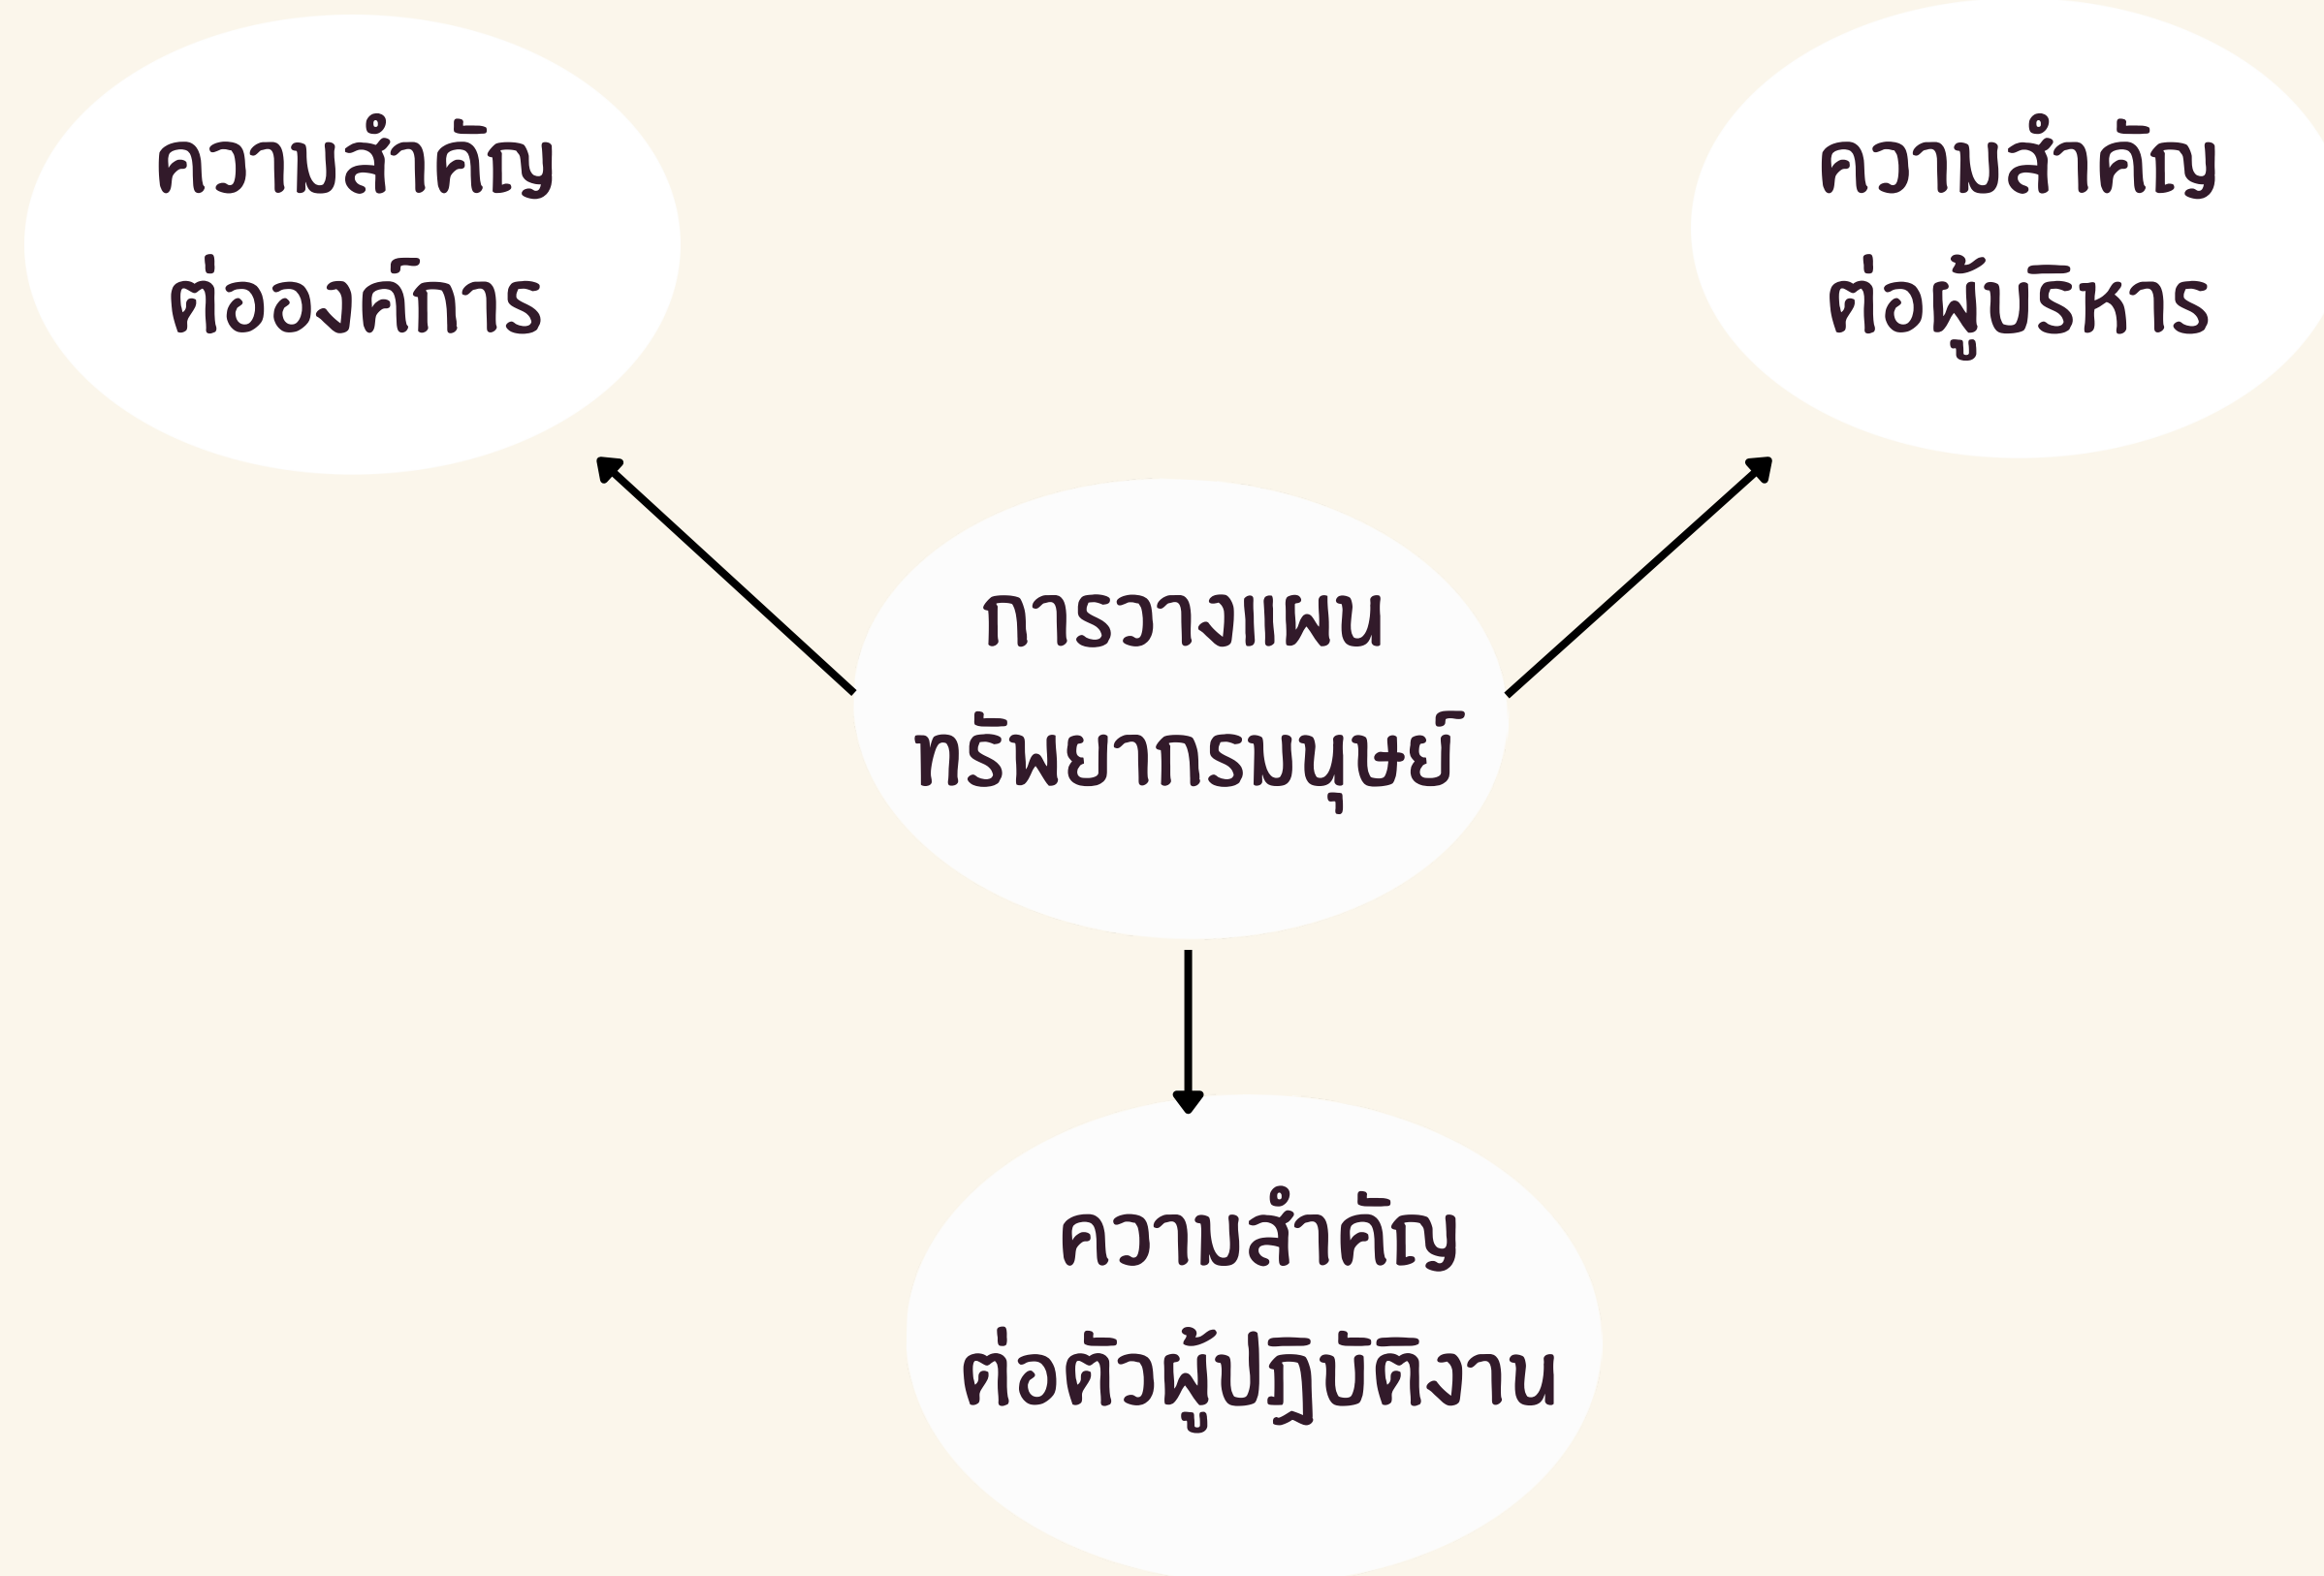 ความสำคัญ
ต่อองค์การ
ความสำคัญ
ต่อผู้บริหาร
การวางแผน
ทรัพยากรมนุษย์
ความสำคัญ
ต่อตัวผู้ปฏิบัติงาน